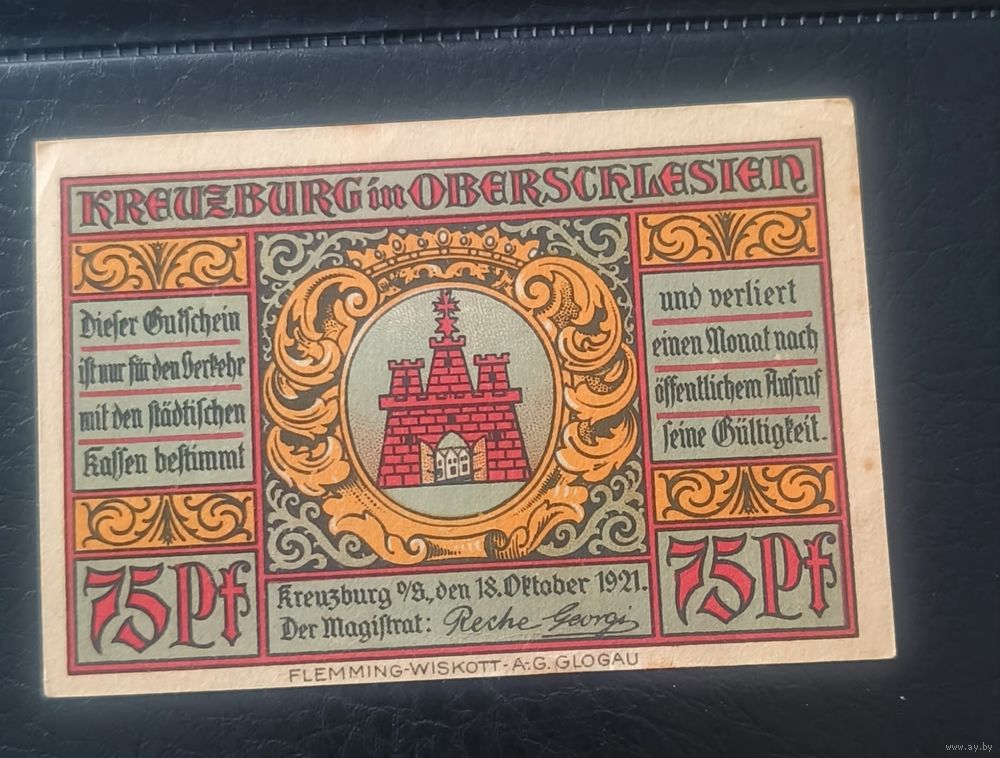 KREUZBURG in OBERSCHLESIEN
Dieser Gutschein
ist nur für den Verkehr
mit den städtischen
Kassen bestimmt
und verliert
einen Monat nach
öffentlichem Aufruf
seine Gültigkeit.
75 Pf
Kreuzburg O/S., den 18. Oktober 1921.
Der Magistrat: Reche Georgi
75 Pf
FLEMMING-WISKOTT-A.-G. GLOGAU
www.ay.by